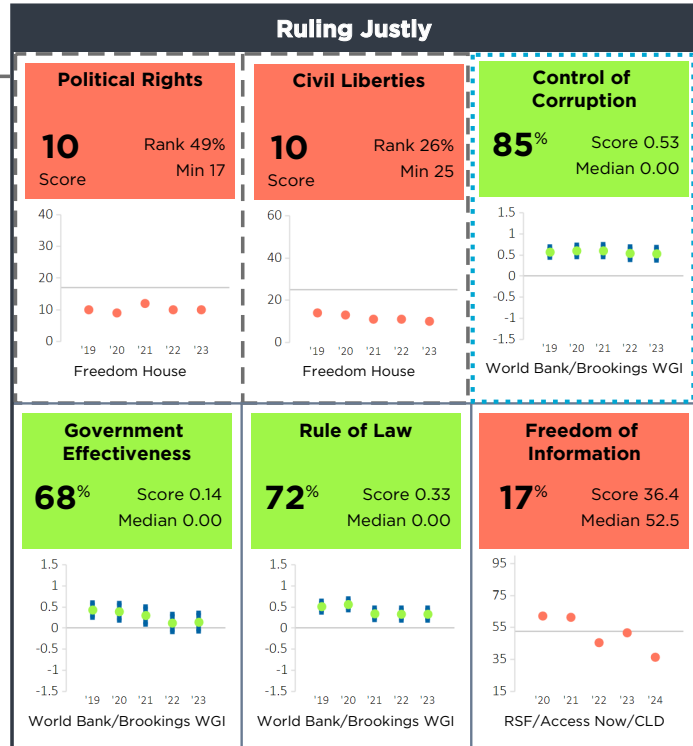 Ruling Justly
Political Rights
10
Score
Rank 49%
Min 17
40
30
20
10
0
'19 '20 '21 '22 '23
Freedom House
Civil Liberties
10
Score
Rank 26%
Min 25
60
40
20
0
'19 '20 '21 '22 '23
Freedom House
Control of
Corruption
85%
Score 0.53
Median 0.00
1.5
1
0.5
0
-0.5
-1
-1.5
'19 '20 '21 '22 '23
World Bank/Brookings WGI
Government
Effectiveness
68%
Score 0.14
Median 0.00
1.5
1
0.5
0
-0.5
-1
-1.5
'19 '20 '21 '22 '23
World Bank/Brookings WGI
Rule of Law
72%
Score 0.33
Median 0.00
1.5
1
0.5
0
-0.5
-1
-1.5
'19 '20 '21 '22 '23
World Bank/Brookings WGI
Freedom of
Information
17%
Score 36.4
Median 52.5
95
75
55
35
15
'20 '21 '22 '23 '24
RSF/Access Now/CLD